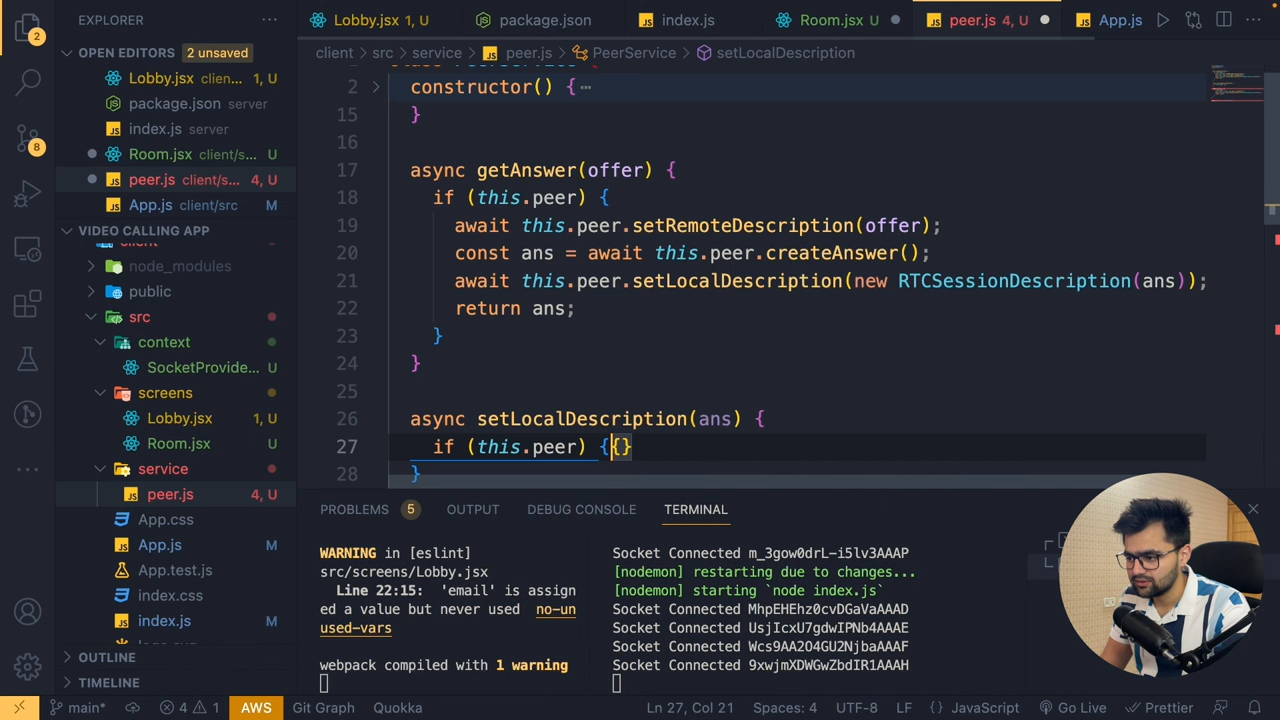 EXPLORER
OPEN EDITORS 2 unsaved
Lobby.jsx clien... 1, U
package.json server
index.js server
Room.jsx client/s... U
peer.js client/s... 4, U
App.js client/src M
VIDEO CALLING APP
client
node_modules
public
src
context
SocketProvide... U
screens
Lobby.jsx 1, U
Room.jsx U
service
peer.js 4, U
App.css
App.js M
App.test.js
index.css
index.js M
OUTLINE
TIMELINE
2
8
Lobby.jsx 1, U
package.json
index.js
Room.jsx U
peer.js 4, U
App.js
client > src > service > peer.js > PeerService > setLocalDescription
2 constructor() {
15 }
16
17 async getAnswer(offer) {
18 if (this.peer) {
19 await this.peer.setRemoteDescription(offer);
20 const ans = await this.peer.createAnswer();
21 await this.peer.setLocalDescription(new RTCSessionDescription(ans));
22 return ans;
23 }
24 }
25
26 async setLocalDescription(ans) {
27 if (this.peer) {{}
28 }
PROBLEMS 5 OUTPUT DEBUG CONSOLE TERMINAL
WARNING in [eslint]
src/screens/Lobby.jsx
Line 22:15: 'email' is assign
ed a value but never used no-un
used-vars
webpack compiled with 1 warning
Socket Connected m_3gow0drL-i5lv3AAAP
[nodemon] restarting due to changes...
[nodemon] starting `node index.js`
Socket Connected MhpEHEhz0cvDGaVaAAAD
Socket Connected UsjIcxU7gdwIPNb4AAAE
Socket Connected Wcs9AA2O4GU2NjbaAAAF
Socket Connected 9xwjmXDWGwZbdIR1AAAH
main* 4 1 AWS Git Graph Quokka Ln 27, Col 21 Spaces: 4 UTF-8 LF {} JavaScript Go Live Prettier